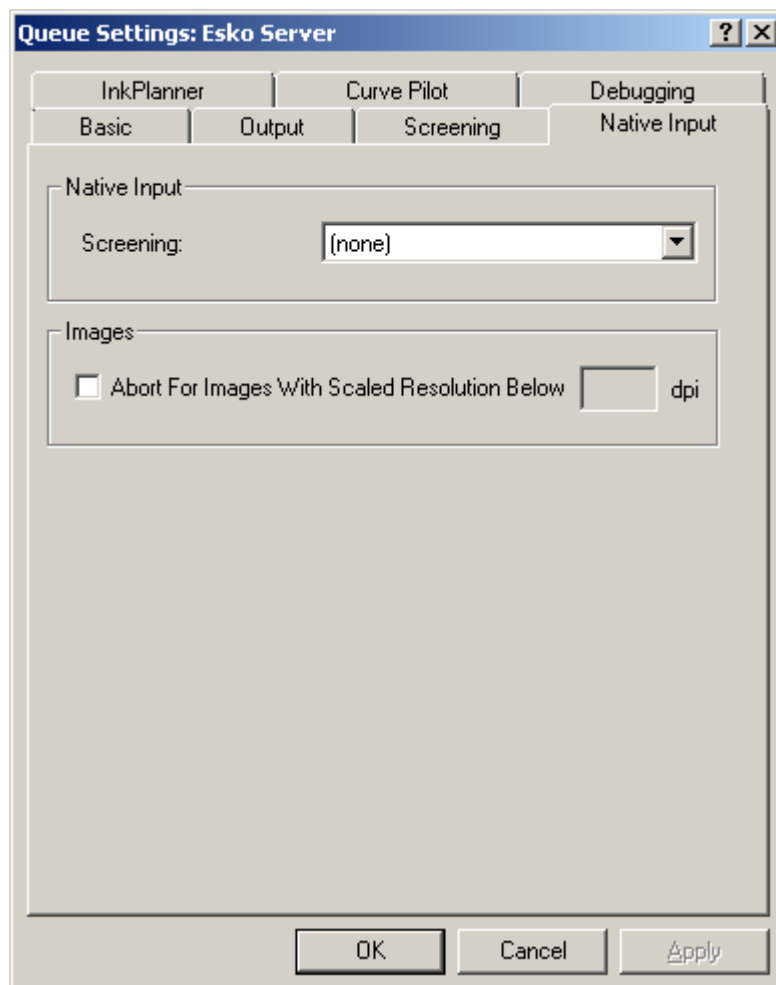 Queue Settings: Esko Server
InkPlanner Curve Pilot Debugging
Basic Output Screening Native Input
Native Input
Screening: (none)
Images
Abort For Images With Scaled Resolution Below dpi
OK Cancel Apply